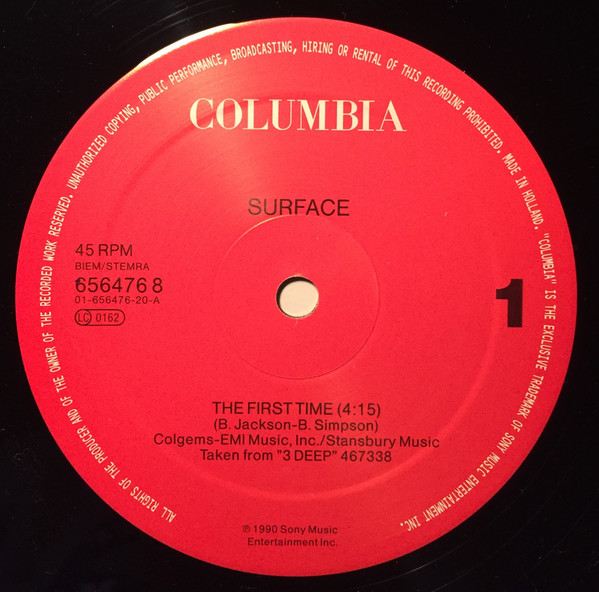 ALL RIGHTS OF THE PRODUCER AND OF THE OWNER OF THE RECORDED WORK RESERVED. UNAUTHORIZED COPYING, PUBLIC PERFORMANCE, BROADCASTING, HIRING OR RENTAL OF THIS RECORDING PROHIBITED. MADE IN HOLLAND. "COLUMBIA" IS THE EXCLUSIVE TRADEMARK OF SONY MUSIC ENTERTAINMENT INC.
COLUMBIA
SURFACE
45 RPM
BIEM/STEMRA
656476 8
01-656476-20-A
LC 0162
1
THE FIRST TIME (4:15)
(B. Jackson-B. Simpson)
Colgems-EMI Music, Inc./Stansbury Music
Taken from "3 DEEP" 467338
℗ 1990 Sony Music
Entertainment Inc.